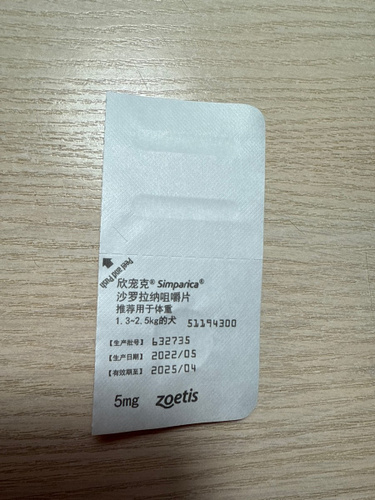 Peel and Push
欣宠克® Simparica®
沙罗拉纳咀嚼片
推荐用于体重
1.3~2.5kg的犬 51194300
【生产批号】 632735
【生产日期】 2022/05
【有效期至】 2025/04
5mg zoetis